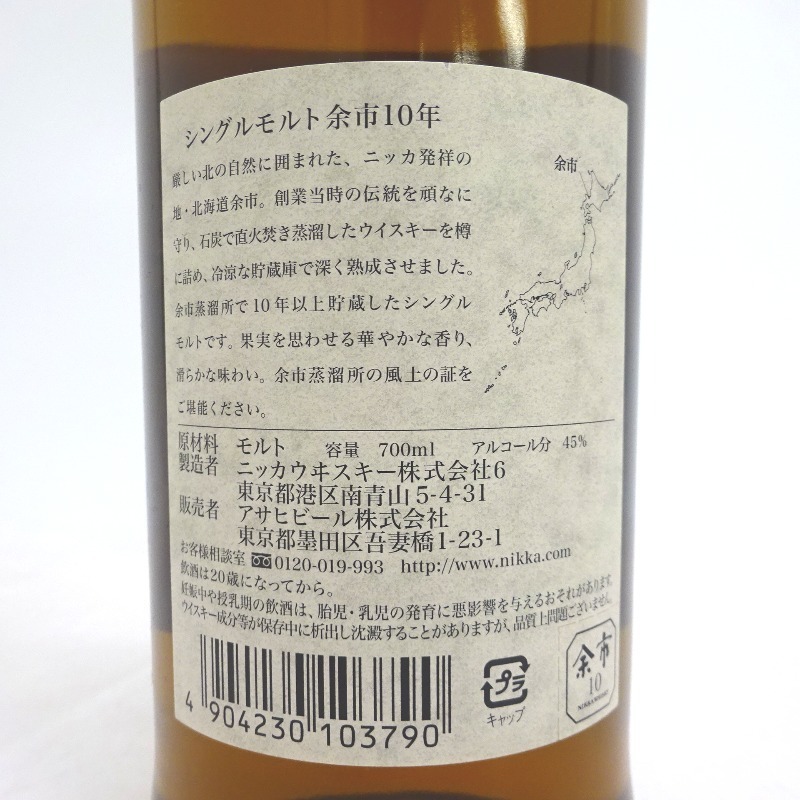 シングルモルト余市10年
厳しい北の自然に囲まれた、ニッカ発祥の
地・北海道余市。創業当時の伝統を頑なに
守り、石炭で直火焚き蒸溜したウイスキーを樽
に詰め、冷涼な貯蔵庫で深く熟成させました。
余市蒸溜所で10年以上貯蔵したシングル
モルトです。果実を思わせる華やかな香り、
滑らかな味わい。余市蒸溜所の風土の証を
ご堪能ください。
余市
原材料 モルト 容量 700ml アルコール分 45%
製造者 ニッカウヰスキー株式会社6
東京都港区南青山5-4-31
販売者 アサヒビール株式会社
東京都墨田区吾妻橋1-23-1
お客様相談室 0120-019-993 http://www.nikka.com
飲酒は20歳になってから。
妊娠中や授乳期の飲酒は、胎児・乳児の発育に悪影響を与えるおそれがあります。
ウイスキー成分等が保存中に析出し沈澱することがありますが、品質上問題ございません。
4 904230 103790
プラ
キャップ
余市
10